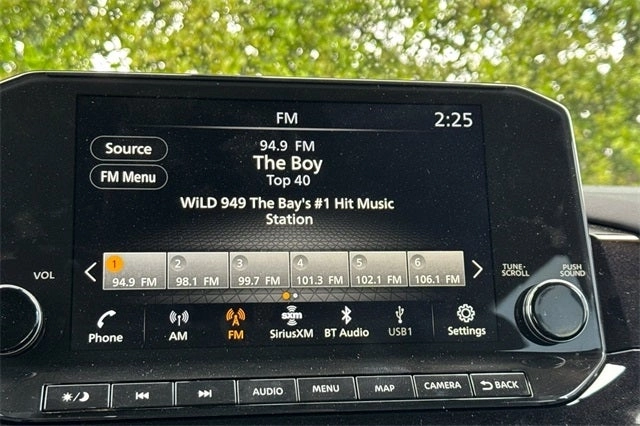 FM
2:25
Source
94.9 FM
The Boy
FM Menu
Top 40
WiLD 949 The Bay's #1 Hit Music
Station
1 2 3 4 5 6
94.9 FM 98.1 FM 99.7 FM 101.3 FM 102.1 FM 106.1 FM
VOL
TUNE·SCROLL
PUSH SOUND
sxm
Phone AM FM SiriusXM BT Audio USB1 Settings
AUDIO MENU MAP CAMERA BACK